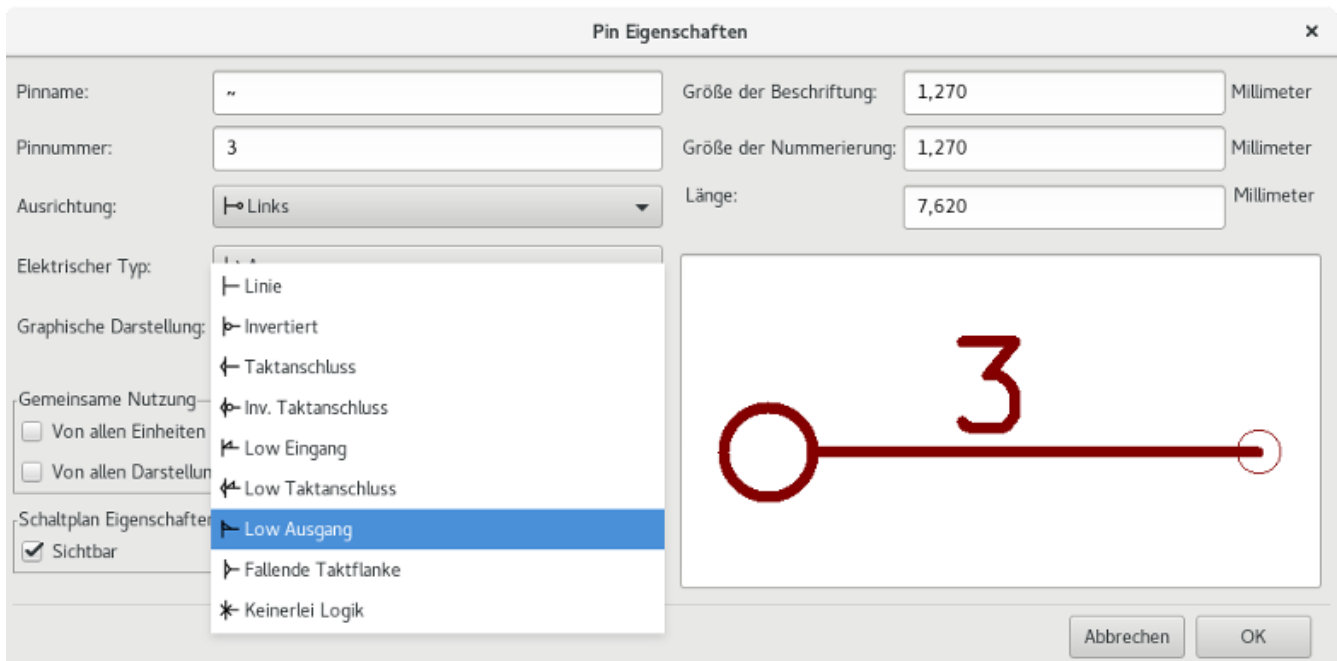 Pin Eigenschaften
Pinname: ~ Größe der Beschriftung: 1,270 Millimeter
Pinnummer: 3 Größe der Nummerierung: 1,270 Millimeter
Ausrichtung: Links Länge: 7,620 Millimeter
Elektrischer Typ:
Linie
Graphische Darstellung: Invertiert
Taktanschluss
Gemeinsame Nutzung Inv. Taktanschluss
Von allen Einheiten Low Eingang
Von allen Low Taktanschluss
Schaltplan Low Ausgang
Sichtbar Fallende Taktflanke
Keinerlei Logik
3
Abbrechen OK